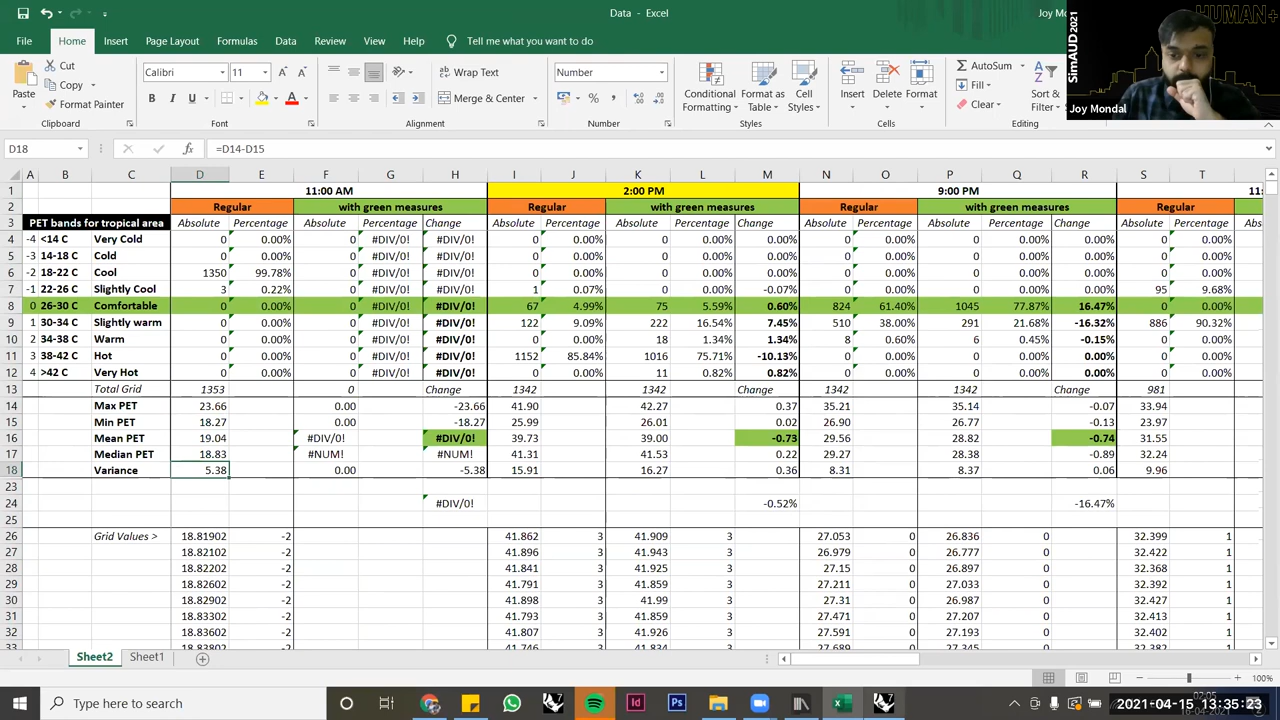 Data - Excel
Joy M
HUMAN+
SimAUD2021
Joy Mondal
File Home Insert Page Layout Formulas Data Review View Help Tell me what you want to do
Paste Cut Copy Format Painter Clipboard
Calibri 11 B I U A Font
Wrap Text Merge & Center Alignment
Number % , Number
Conditional Formatting Format as Table Cell Styles Styles
Insert Delete Format Cells
AutoSum Fill Clear Sort & Filter Editing
D18 fx =D14-D15
A B C D E F G H I J K L M N O P Q R S T
1 11:00 AM 2:00 PM 9:00 PM 11:
2 Regular with green measures Regular with green measures Regular with green measures Regular
3 PET bands for tropical area Absolute Percentage Absolute Percentage Change Absolute Percentage Absolute Percentage Change Absolute Percentage Absolute Percentage Change Absolute Percentage Abs
4 -4 <14 C Very Cold 0 0.00% 0 #DIV/0! #DIV/0! 0 0.00% 0 0.00% 0.00% 0 0.00% 0 0.00% 0.00% 0 0.00%
5 -3 14-18 C Cold 0 0.00% 0 #DIV/0! #DIV/0! 0 0.00% 0 0.00% 0.00% 0 0.00% 0 0.00% 0.00% 0 0.00%
6 -2 18-22 C Cool 1350 99.78% 0 #DIV/0! #DIV/0! 0 0.00% 0 0.00% 0.00% 0 0.00% 0 0.00% 0.00% 0 0.00%
7 -1 22-26 C Slightly Cool 3 0.22% 0 #DIV/0! #DIV/0! 1 0.07% 0 0.00% -0.07% 0 0.00% 0 0.00% 0.00% 95 9.68%
8 0 26-30 C Comfortable 0 0.00% 0 #DIV/0! #DIV/0! 67 4.99% 75 5.59% 0.60% 824 61.40% 1045 77.87% 16.47% 0 0.00%
9 1 30-34 C Slightly warm 0 0.00% 0 #DIV/0! #DIV/0! 122 9.09% 222 16.54% 7.45% 510 38.00% 291 21.68% -16.32% 886 90.32%
10 2 34-38 C Warm 0 0.00% 0 #DIV/0! #DIV/0! 0 0.00% 18 1.34% 1.34% 8 0.60% 6 0.45% -0.15% 0 0.00%
11 3 38-42 C Hot 0 0.00% 0 #DIV/0! #DIV/0! 1152 85.84% 1016 75.71% -10.13% 0 0.00% 0 0.00% 0.00% 0 0.00%
12 4 >42 C Very Hot 0 0.00% 0 #DIV/0! #DIV/0! 0 0.00% 11 0.82% 0.82% 0 0.00% 0 0.00% 0.00% 0 0.00%
13 Total Grid 1353 0 Change 1342 1342 Change 1342 1342 Change 981
14 Max PET 23.66 0.00 -23.66 41.90 42.27 0.37 35.21 35.14 -0.07 33.94
15 Min PET 18.27 0.00 -18.27 25.99 26.01 0.02 26.90 26.77 -0.13 23.97
16 Mean PET 19.04 #DIV/0! #DIV/0! 39.73 39.00 -0.73 29.56 28.82 -0.74 31.55
17 Median PET 18.83 #NUM! #NUM! 41.31 41.53 0.22 29.27 28.38 -0.89 32.24
18 Variance 5.38 0.00 -5.38 15.91 16.27 0.36 8.31 8.37 0.06 9.96
23
24 #DIV/0! -0.52% -16.47%
25
26 Grid Values > 18.81902 -2 41.862 3 41.909 3 27.053 0 26.836 0 32.399 1
27 18.82102 -2 41.896 3 41.943 3 26.979 0 26.777 0 32.422 1
28 18.82202 -2 41.841 3 41.925 3 27.15 0 26.897 0 32.368 1
29 18.82602 -2 41.791 3 41.859 3 27.211 0 27.033 0 32.392 1
30 18.82902 -2 41.898 3 41.99 3 27.31 0 26.987 0 32.427 1
31 18.83302 -2 41.793 3 41.859 3 27.471 0 27.207 0 32.413 1
32 18.83602 -2 41.807 3 41.926 3 27.591 0 27.193 0 32.402 1
33 18.83802 -2 41.746 3 41.834 3 27.689 0 27.345 0 32.382 1
Sheet2 Sheet1
100%
Type here to search
2021-04-15 13:35:23